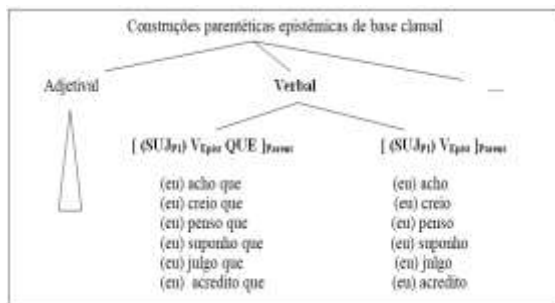 Construções parentéticas epistêmicas de base clausal
Adjetival Verbal ...
[ (SUJP1) VEpist QUE ]Parent [ (SUJP1) VEpist ]Parent
(eu) acho que (eu) acho
(eu) creio que (eu) creio
(eu) penso que (eu) penso
(eu) suponho que (eu) suponho
(eu) julgo que (eu) julgo
(eu) acredito que (eu) acredito